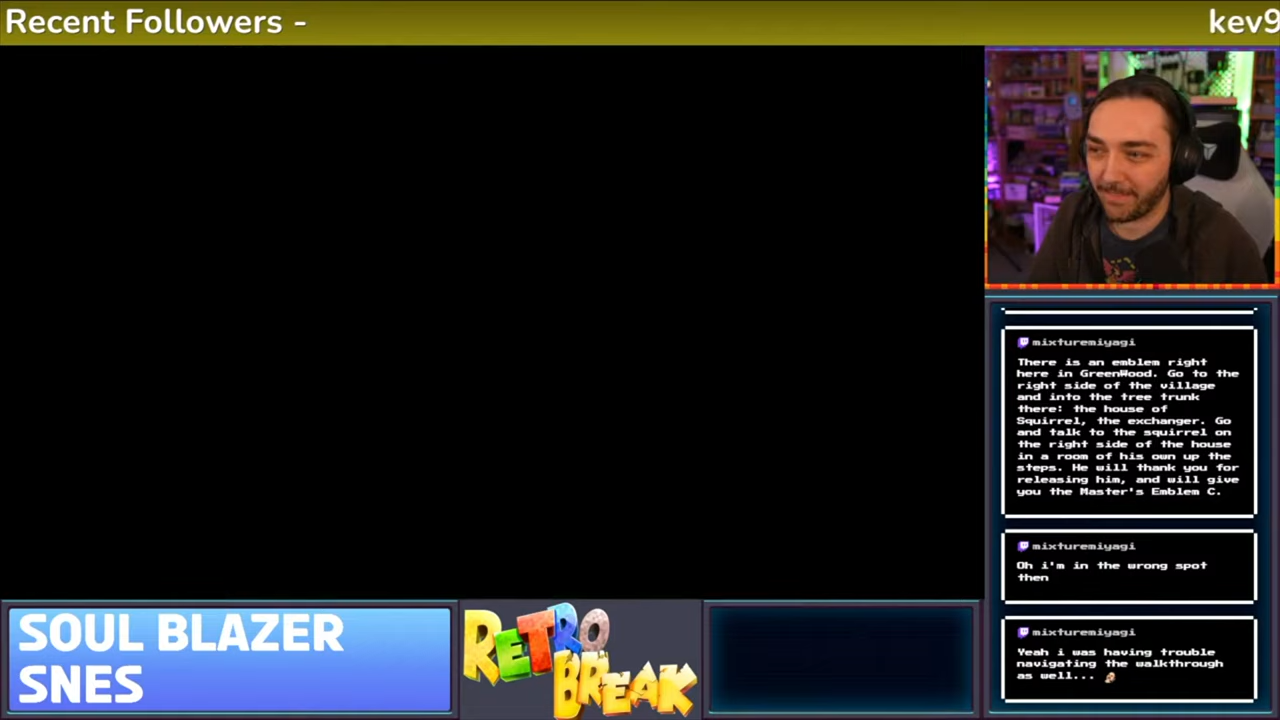 Recent Followers -
kev9
mixturemiyagi
There is an emblem right
here in GreenWood. Go to the
right side of the village
and into the tree trunk
there: the house of
Squirrel, the exchanger. Go
and talk to the squirrel on
the right side of the house
in a room of his own up the
steps. He will thank you for
releasing him, and will give
you the Master's Emblem C.
mixturemiyagi
Oh i'm in the wrong spot
then
mixturemiyagi
Yeah i was having trouble
navigating the walkthrough
as well...
SOUL BLAZER
SNES
RETRO
BREAK